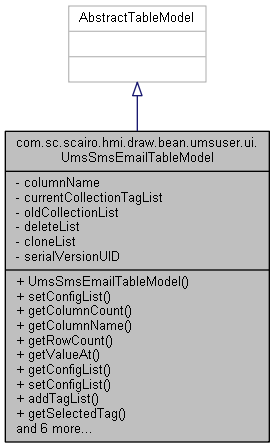 AbstractTableModel
com.sc.scairo.hmi.draw.bean.umsuser.ui.
UmsSmsEmailTableModel
- columnName
- currentCollectionTagList
- oldCollectionList
- deleteList
- cloneList
- serialVersionUID
+ UmsSmsEmailTableModel()
+ setConfigList()
+ getColumnCount()
+ getColumnName()
+ getRowCount()
+ getValueAt()
+ getConfigList()
+ setConfigList()
+ addTagList()
+ getSelectedTag()
and 6 more...